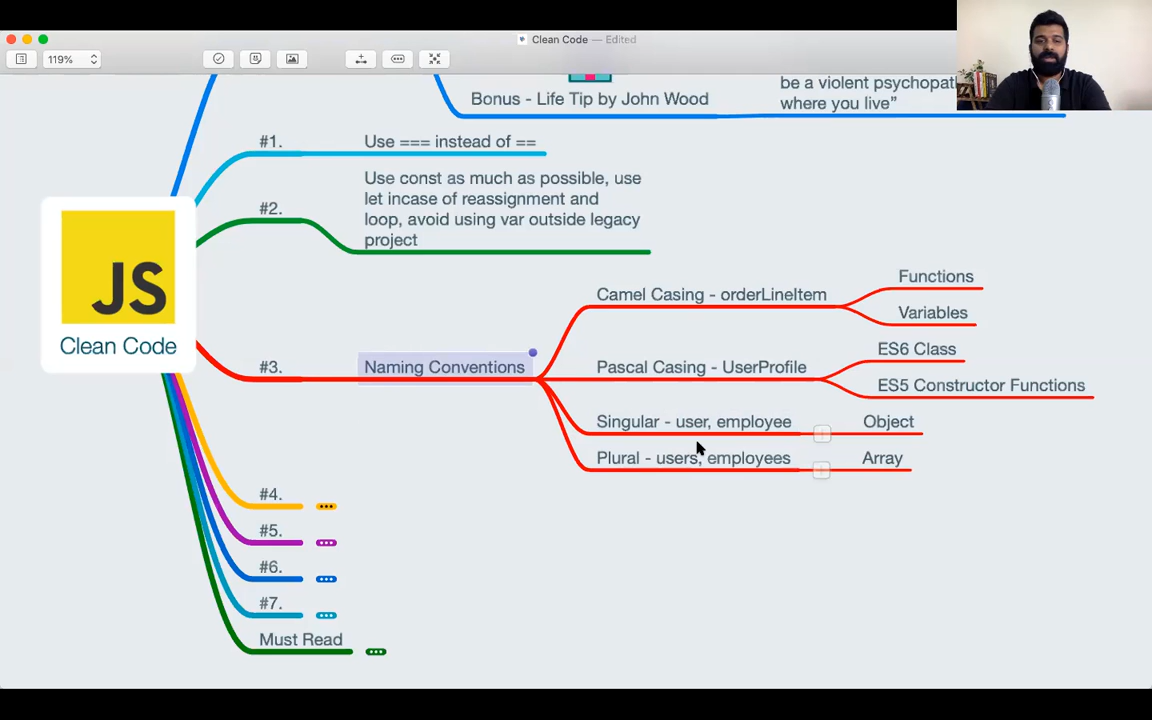 Clean Code — Edited
119%
be a violent psychopat
where you live”
Bonus - Life Tip by John Wood
#1.
Use === instead of ==
#2.
Use const as much as possible, use
let incase of reassignment and
loop, avoid using var outside legacy
project
JS
Clean Code
#3.
Naming Conventions
Camel Casing - orderLineItem
Functions
Variables
Pascal Casing - UserProfile
ES6 Class
ES5 Constructor Functions
Singular - user, employee
Object
Plural - users, employees
Array
#4.
#5.
#6.
#7.
Must Read